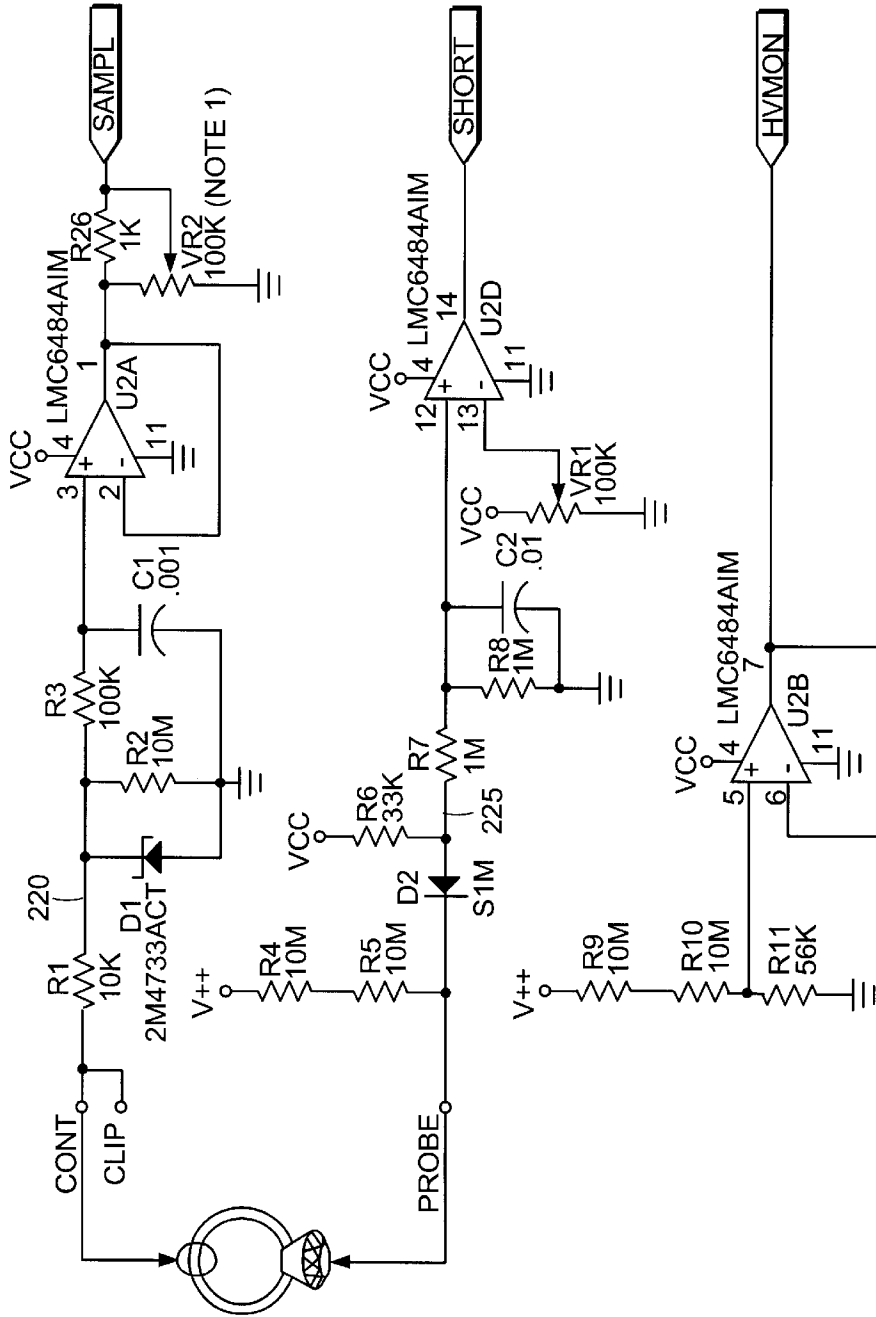 CONT
CLIP
R1
10K
220
D1
2M4733ACT
R2
10M
R3
100K
C1
.001
VCC
3
2
4
+
-
11
1
LMC6484AIM
U2A
R26
1K
VR2
100K (NOTE 1)
SAMPL
PROBE
V++
R4
10M
R5
10M
D2
S1M
VCC
R6
33K
225
R7
1M
R8
1M
C2
.01
VCC
VR1
100K
VCC
12
13
4
+
-
11
14
LMC6484AIM
U2D
SHORT
V++
R9
10M
R10
10M
R11
56K
VCC
5
6
4
+
-
11
7
LMC6484AIM
U2B
HVMON